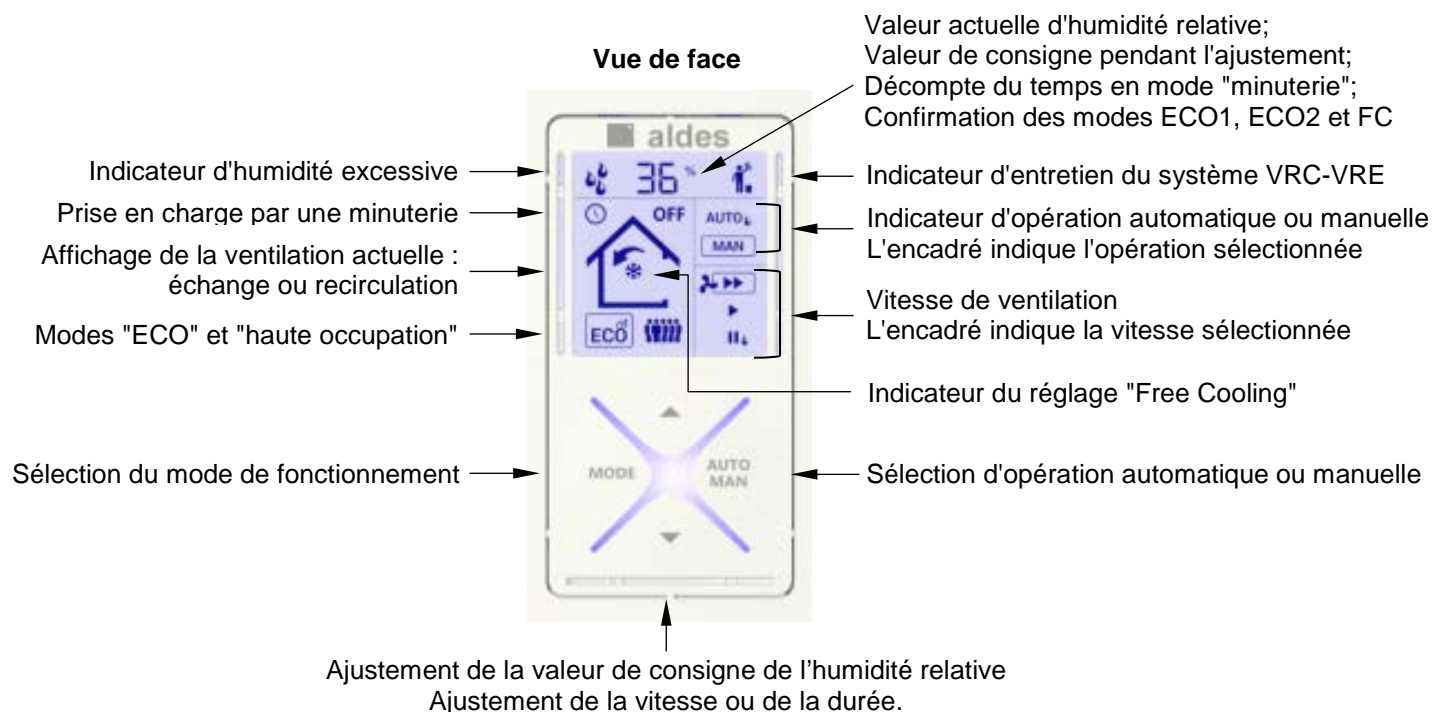 Vue de face
Valeur actuelle d'humidité relative;
Valeur de consigne pendant l'ajustement;
Décompte du temps en mode "minuterie";
Confirmation des modes ECO1, ECO2 et FC
Indicateur d'humidité excessive
Prise en charge par une minuterie
Affichage de la ventilation actuelle :
échange ou recirculation
Modes "ECO" et "haute occupation"
Sélection du mode de fonctionnement
aldes
36 %
OFF
AUTO
MAN
ECO
MODE
AUTO
MAN
Indicateur d'entretien du système VRC-VRE
Indicateur d'opération automatique ou manuelle
L'encadré indique l'opération sélectionnée
Vitesse de ventilation
L'encadré indique la vitesse sélectionnée
Indicateur du réglage "Free Cooling"
Sélection d'opération automatique ou manuelle
Ajustement de la valeur de consigne de l’humidité relative
Ajustement de la vitesse ou de la durée.